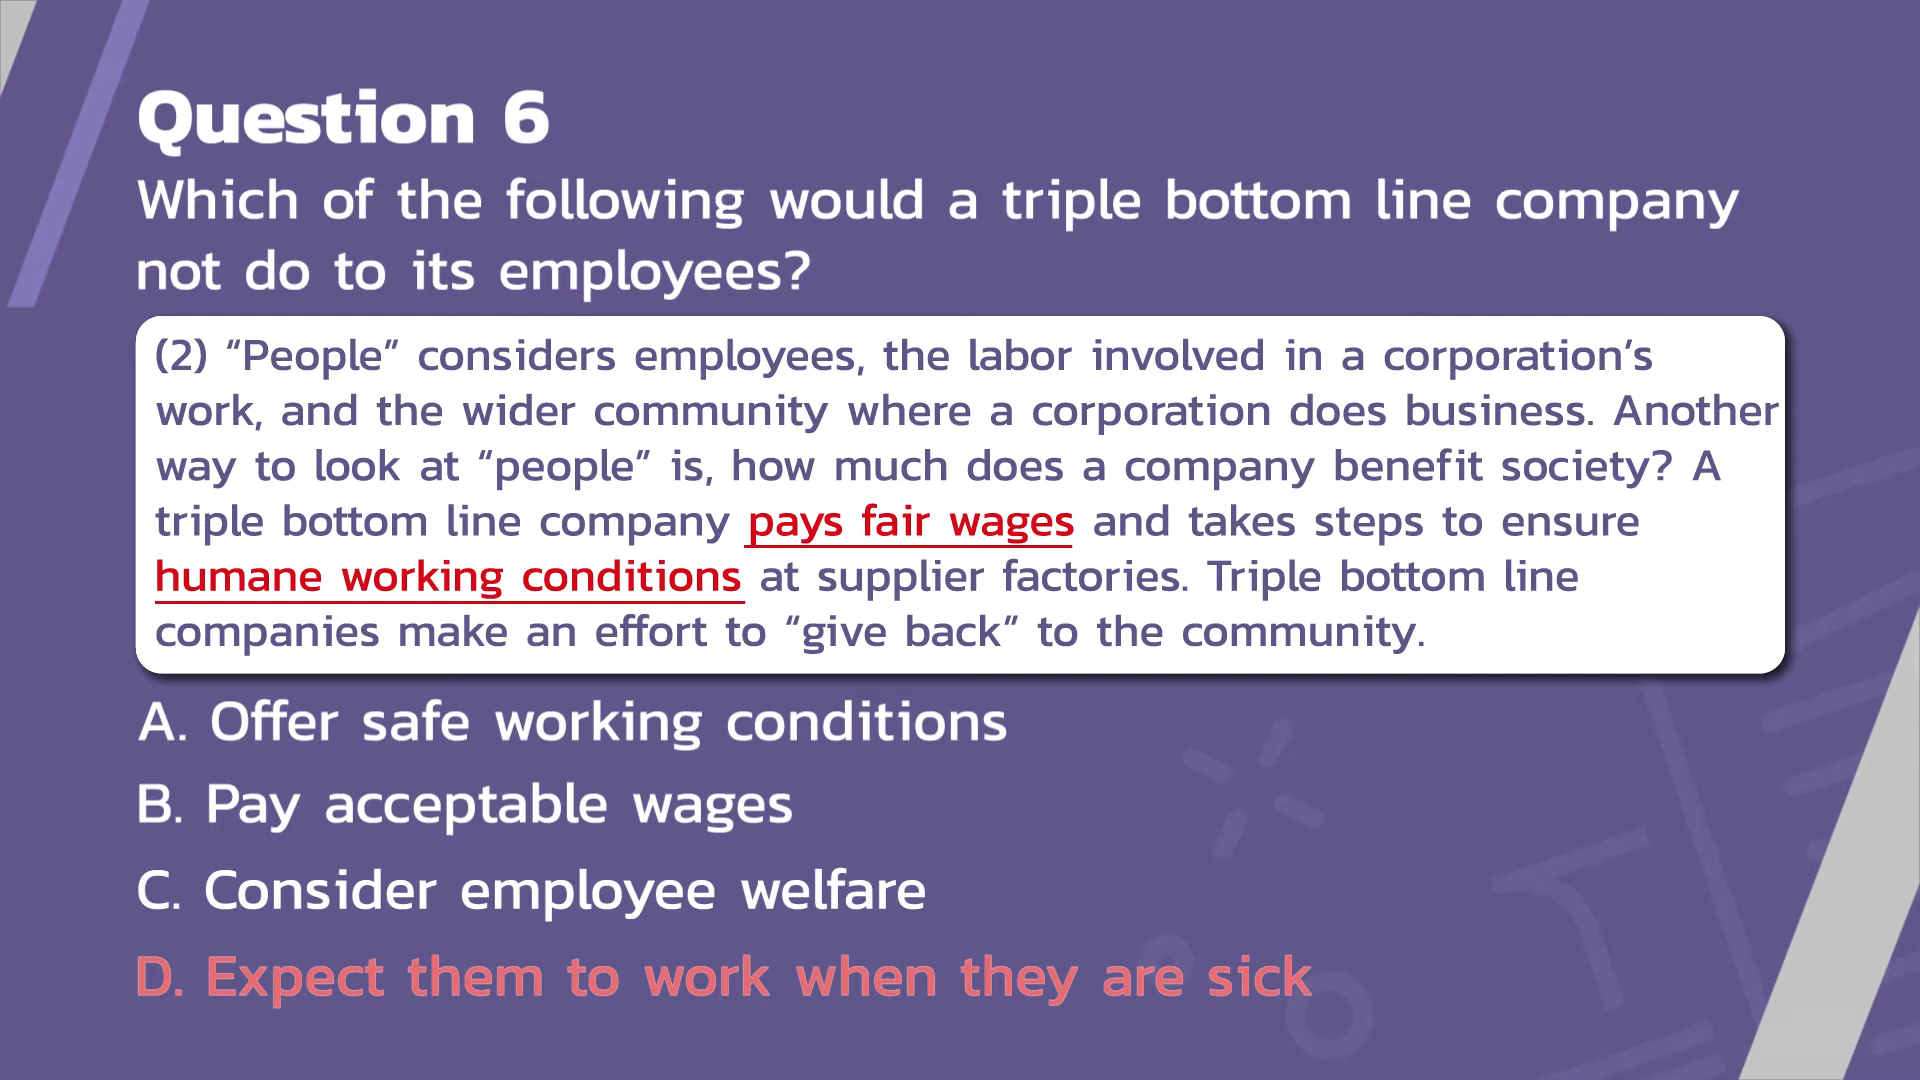 Question 6
Which of the following would a triple bottom line company
not do to its employees?
(2) “People” considers employees, the labor involved in a corporation’s
work, and the wider community where a corporation does business. Another
way to look at “people” is, how much does a company benefit society? A
triple bottom line company pays fair wages and takes steps to ensure
humane working conditions at supplier factories. Triple bottom line
companies make an effort to “give back” to the community.
A. Offer safe working conditions
B. Pay acceptable wages
C. Consider employee welfare
D. Expect them to work when they are sick